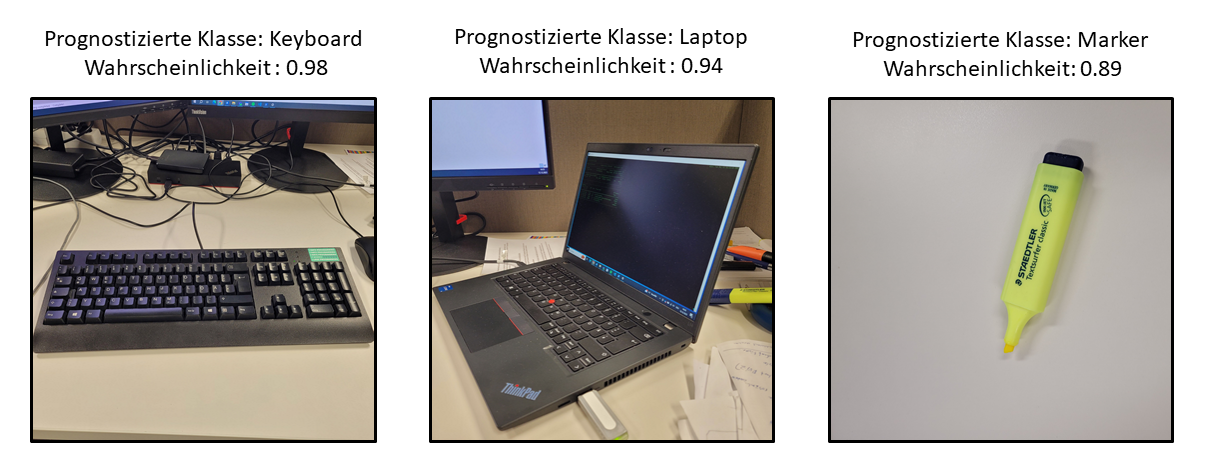 Prognostizierte Klasse: Keyboard
Wahrscheinlichkeit: 0.98
Prognostizierte Klasse: Laptop
Wahrscheinlichkeit: 0.94
Prognostizierte Klasse: Marker
Wahrscheinlichkeit: 0.89
ThinkPad
STAEDTLER
Textsurfer classic